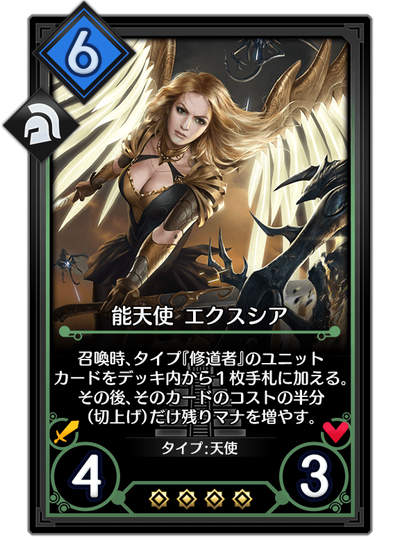 6
能天使 エクスシア
召喚時、タイプ『修道者』のユニット
カードをデッキ内から1枚手札に加える。
その後、そのカードのコストの半分
（切上げ）だけ残りマナを増やす。
タイプ:天使
4
3